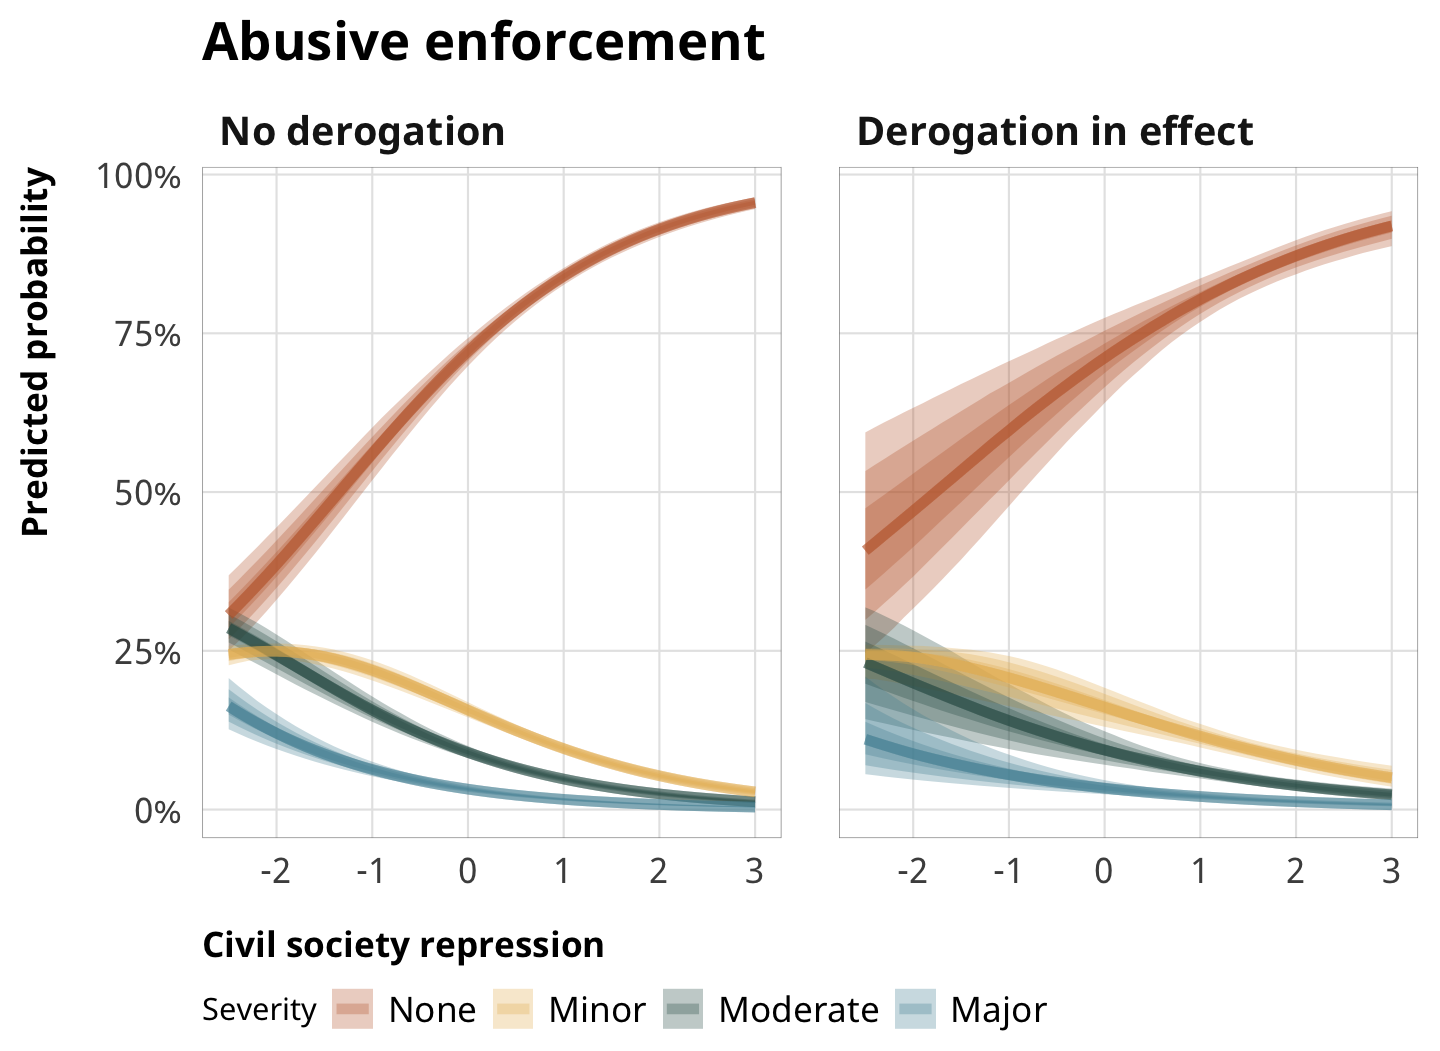 Abusive enforcement
No derogation
Derogation in effect
Predicted probability
100%
75%
50%
25%
0%
-2 -1 0 1 2 3
-2 -1 0 1 2 3
Civil society repression
Severity None Minor Moderate Major